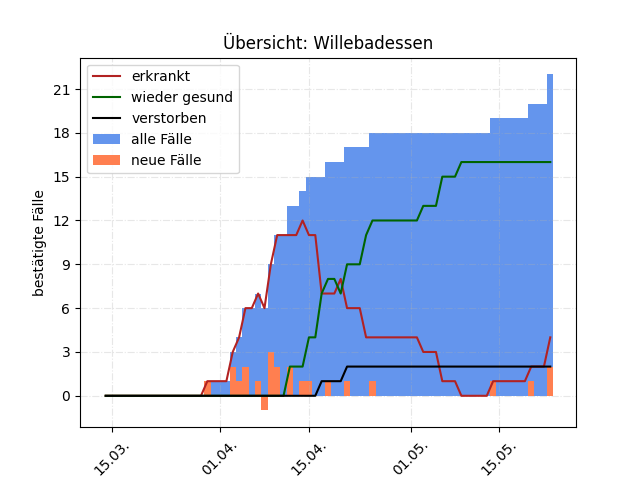 Übersicht: Willebadessen
erkrankt
wieder gesund
verstorben
alle Fälle
neue Fälle
bestätigte Fälle
21
18
15
12
9
6
3
0
15.03.
01.04.
15.04.
01.05.
15.05.